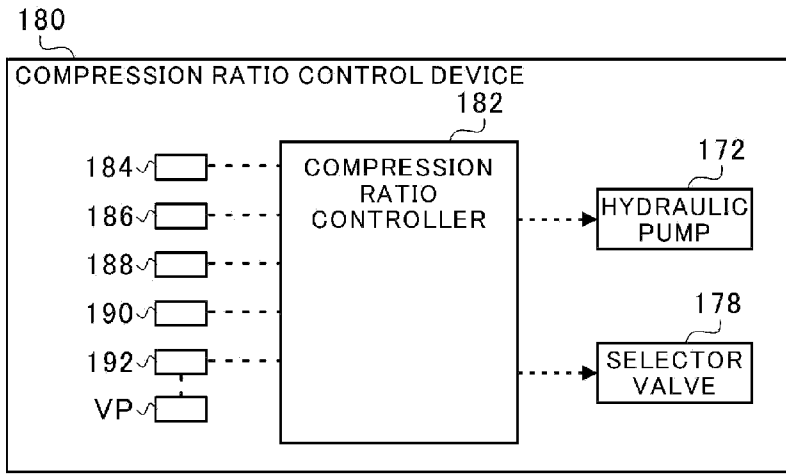 180
COMPRESSION RATIO CONTROL DEVICE
182
184
COMPRESSION
RATIO
CONTROLLER
172
HYDRAULIC
PUMP
186
188
190
178
SELECTOR
VALVE
192
VP